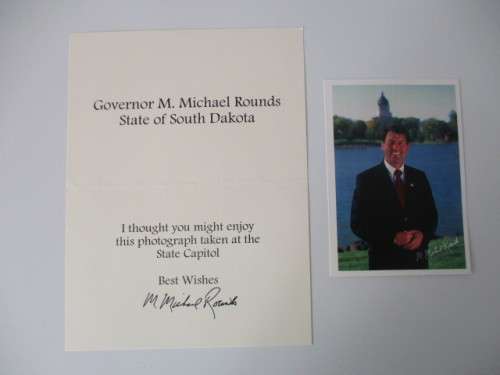 Governor M. Michael Rounds
State of South Dakota
I thought you might enjoy
this photograph taken at the
State Capitol
Best Wishes
M. Michael Rounds